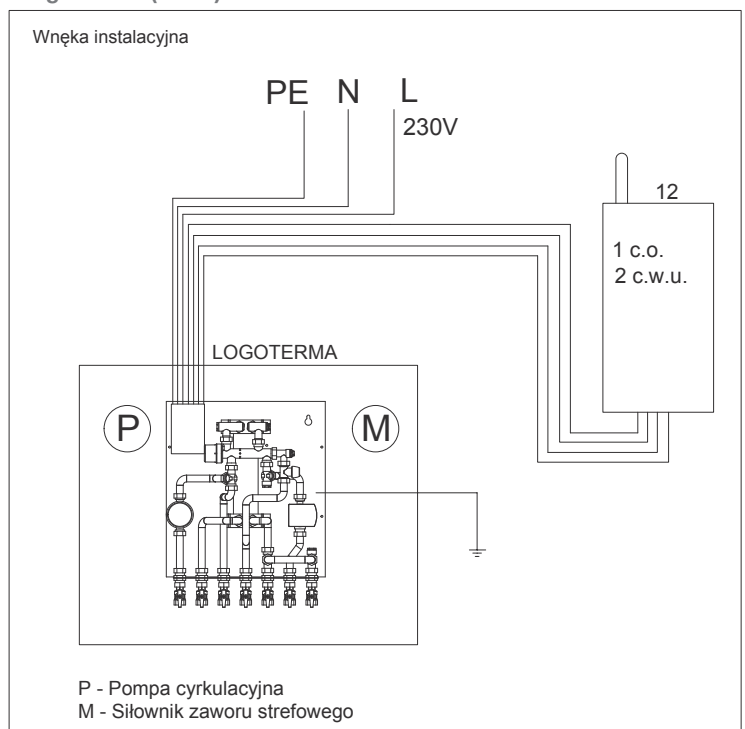 Wnęka instalacyjna
PE N L
230V
12
1 c.o.
2 c.w.u.
LOGOTERMA
P M
P - Pompa cyrkulacyjna
M - Siłownik zaworu strefowego